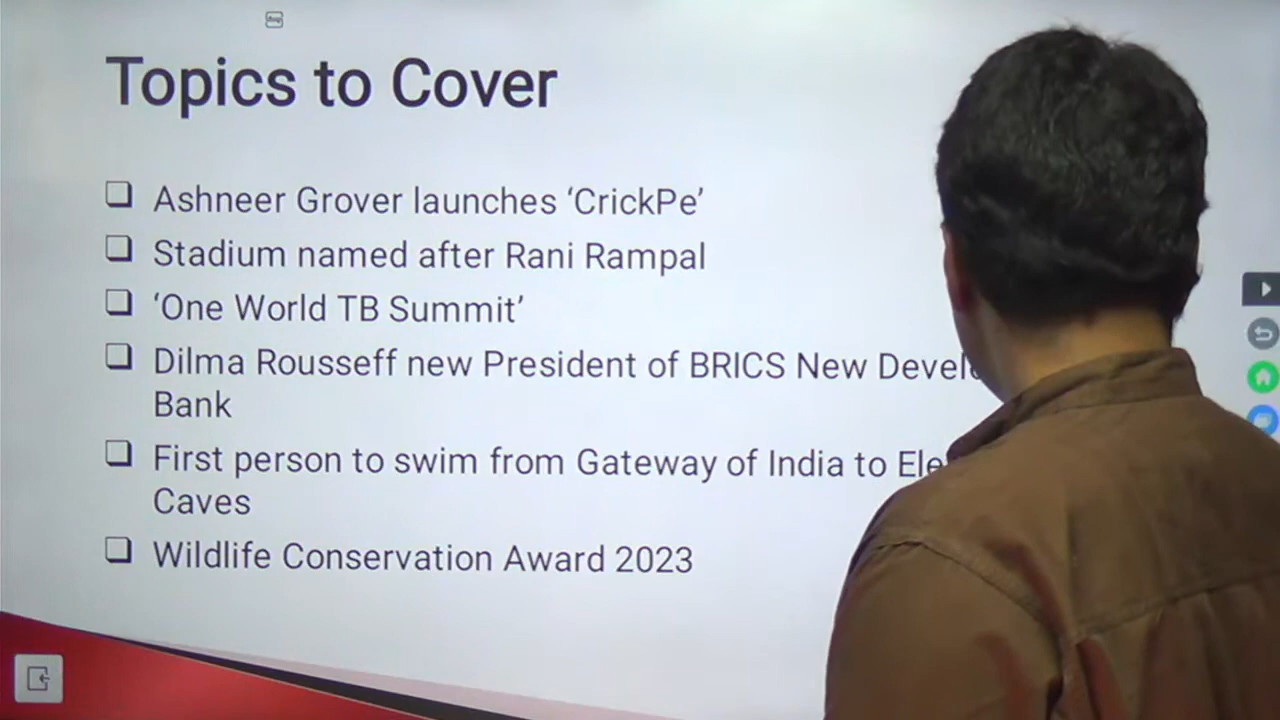 Topics to Cover
❑ Ashneer Grover launches ‘CrickPe’
❑ Stadium named after Rani Rampal
❑ ‘One World TB Summit’
❑ Dilma Rousseff new President of BRICS New
Bank
❑ First person to swim from Gateway of India to
Caves
❑ Wildlife Conservation Award 2023